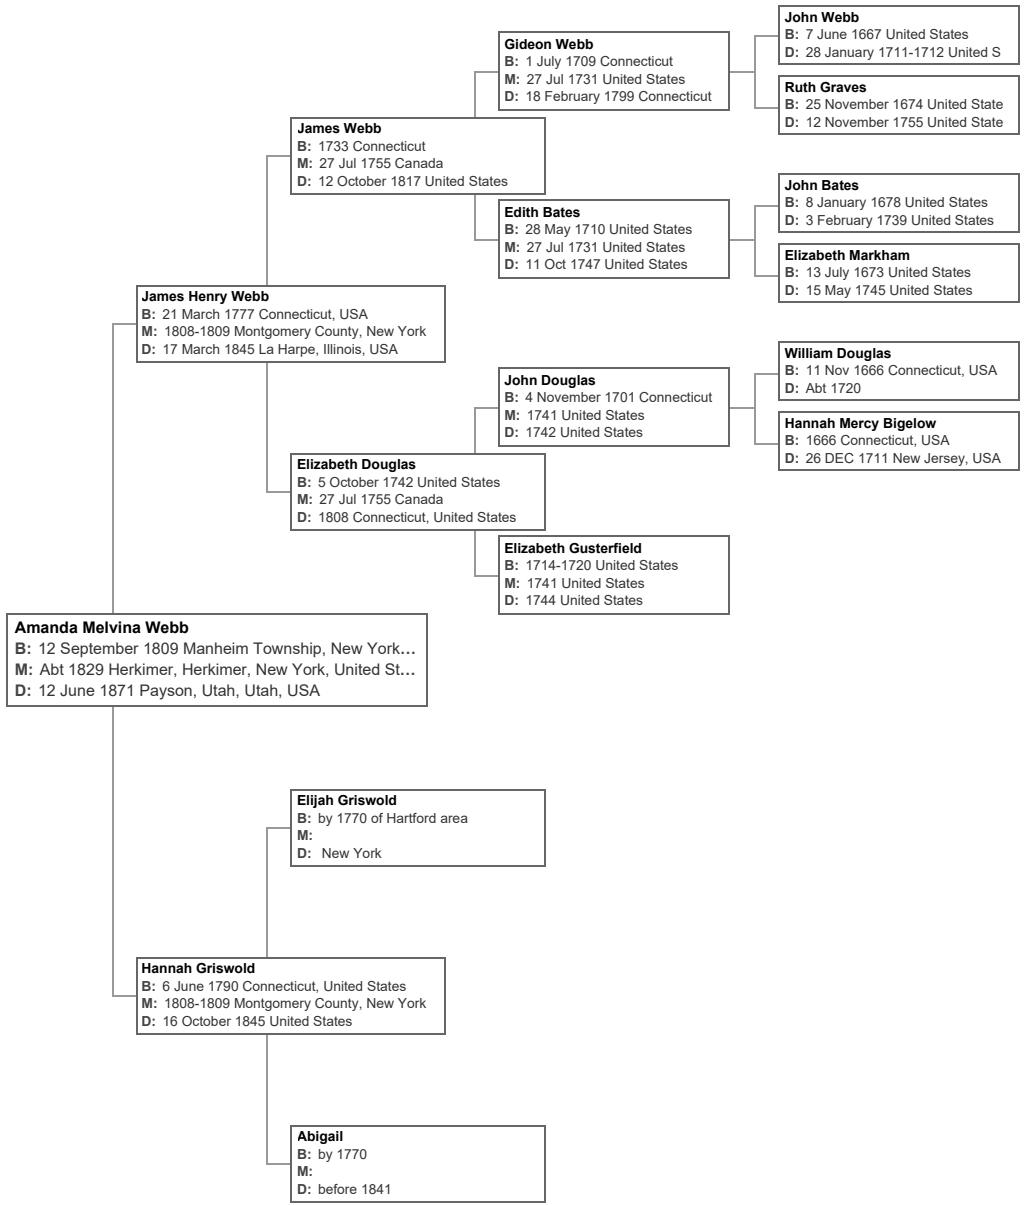 John Webb
B: 7 June 1667 United States
D: 28 January 1711-1712 United S
Gideon Webb
B: 1 July 1709 Connecticut
M: 27 Jul 1731 United States
D: 18 February 1799 Connecticut
Ruth Graves
B: 25 November 1674 United State
D: 12 November 1755 United State
James Webb
B: 1733 Connecticut
M: 27 Jul 1755 Canada
D: 12 October 1817 United States
John Bates
B: 8 January 1678 United States
D: 3 February 1739 United States
Edith Bates
B: 28 May 1710 United States
M: 27 Jul 1731 United States
D: 11 Oct 1747 United States
Elizabeth Markham
B: 13 July 1673 United States
D: 15 May 1745 United States
James Henry Webb
B: 21 March 1777 Connecticut, USA
M: 1808-1809 Montgomery County, New York
D: 17 March 1845 La Harpe, Illinois, USA
William Douglas
B: 11 Nov 1666 Connecticut, USA
D: Abt 1720
John Douglas
B: 4 November 1701 Connecticut
M: 1741 United States
D: 1742 United States
Hannah Mercy Bigelow
B: 1666 Connecticut, USA
D: 26 DEC 1711 New Jersey, USA
Elizabeth Douglas
B: 5 October 1742 United States
M: 27 Jul 1755 Canada
D: 1808 Connecticut, United States
Elizabeth Gusterfield
B: 1714-1720 United States
M: 1741 United States
D: 1744 United States
Amanda Melvina Webb
B: 12 September 1809 Manheim Township, New York...
M: Abt 1829 Herkimer, Herkimer, New York, United St...
D: 12 June 1871 Payson, Utah, Utah, USA
Elijah Griswold
B: by 1770 of Hartford area
M:
D: New York
Hannah Griswold
B: 6 June 1790 Connecticut, United States
M: 1808-1809 Montgomery County, New York
D: 16 October 1845 United States
Abigail
B: by 1770
M:
D: before 1841